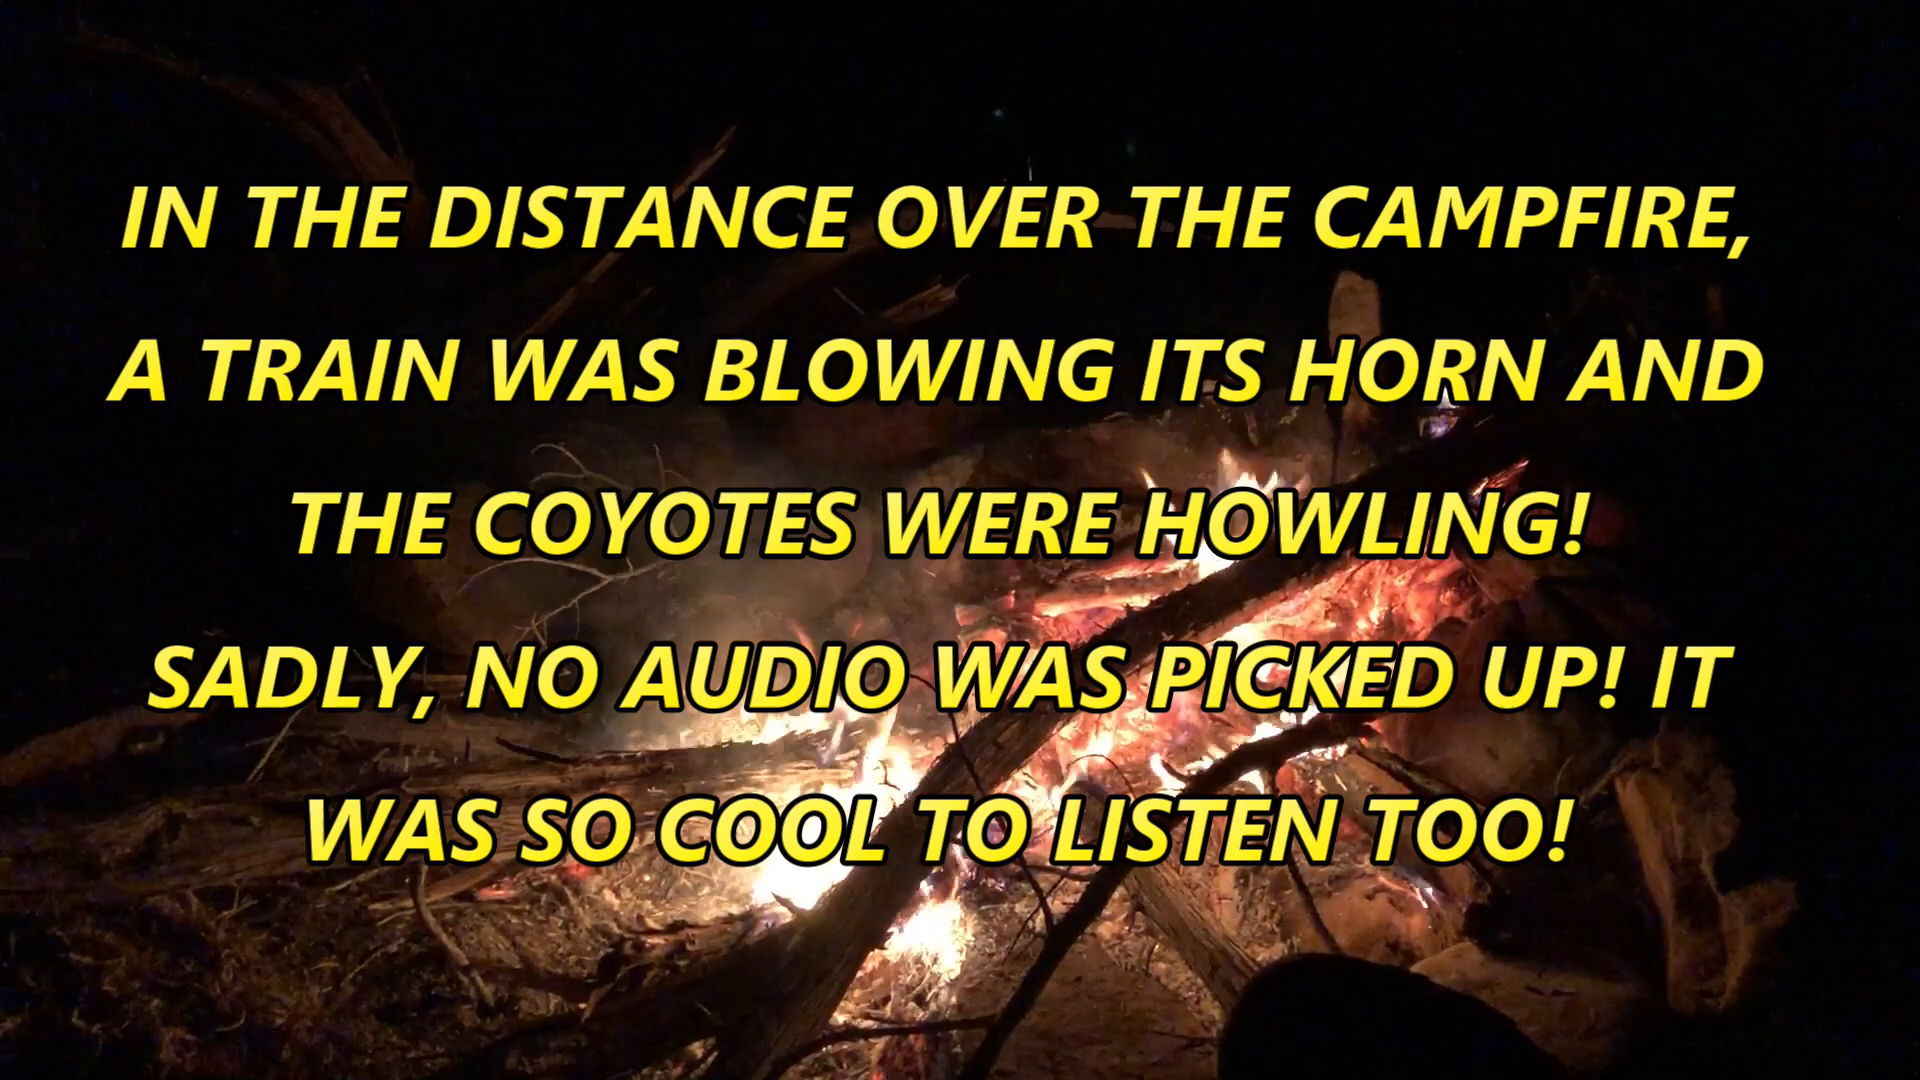 IN THE DISTANCE OVER THE CAMPFIRE,
A TRAIN WAS BLOWING ITS HORN AND
THE COYOTES WERE HOWLING!
SADLY, NO AUDIO WAS PICKED UP! IT
WAS SO COOL TO LISTEN TOO!